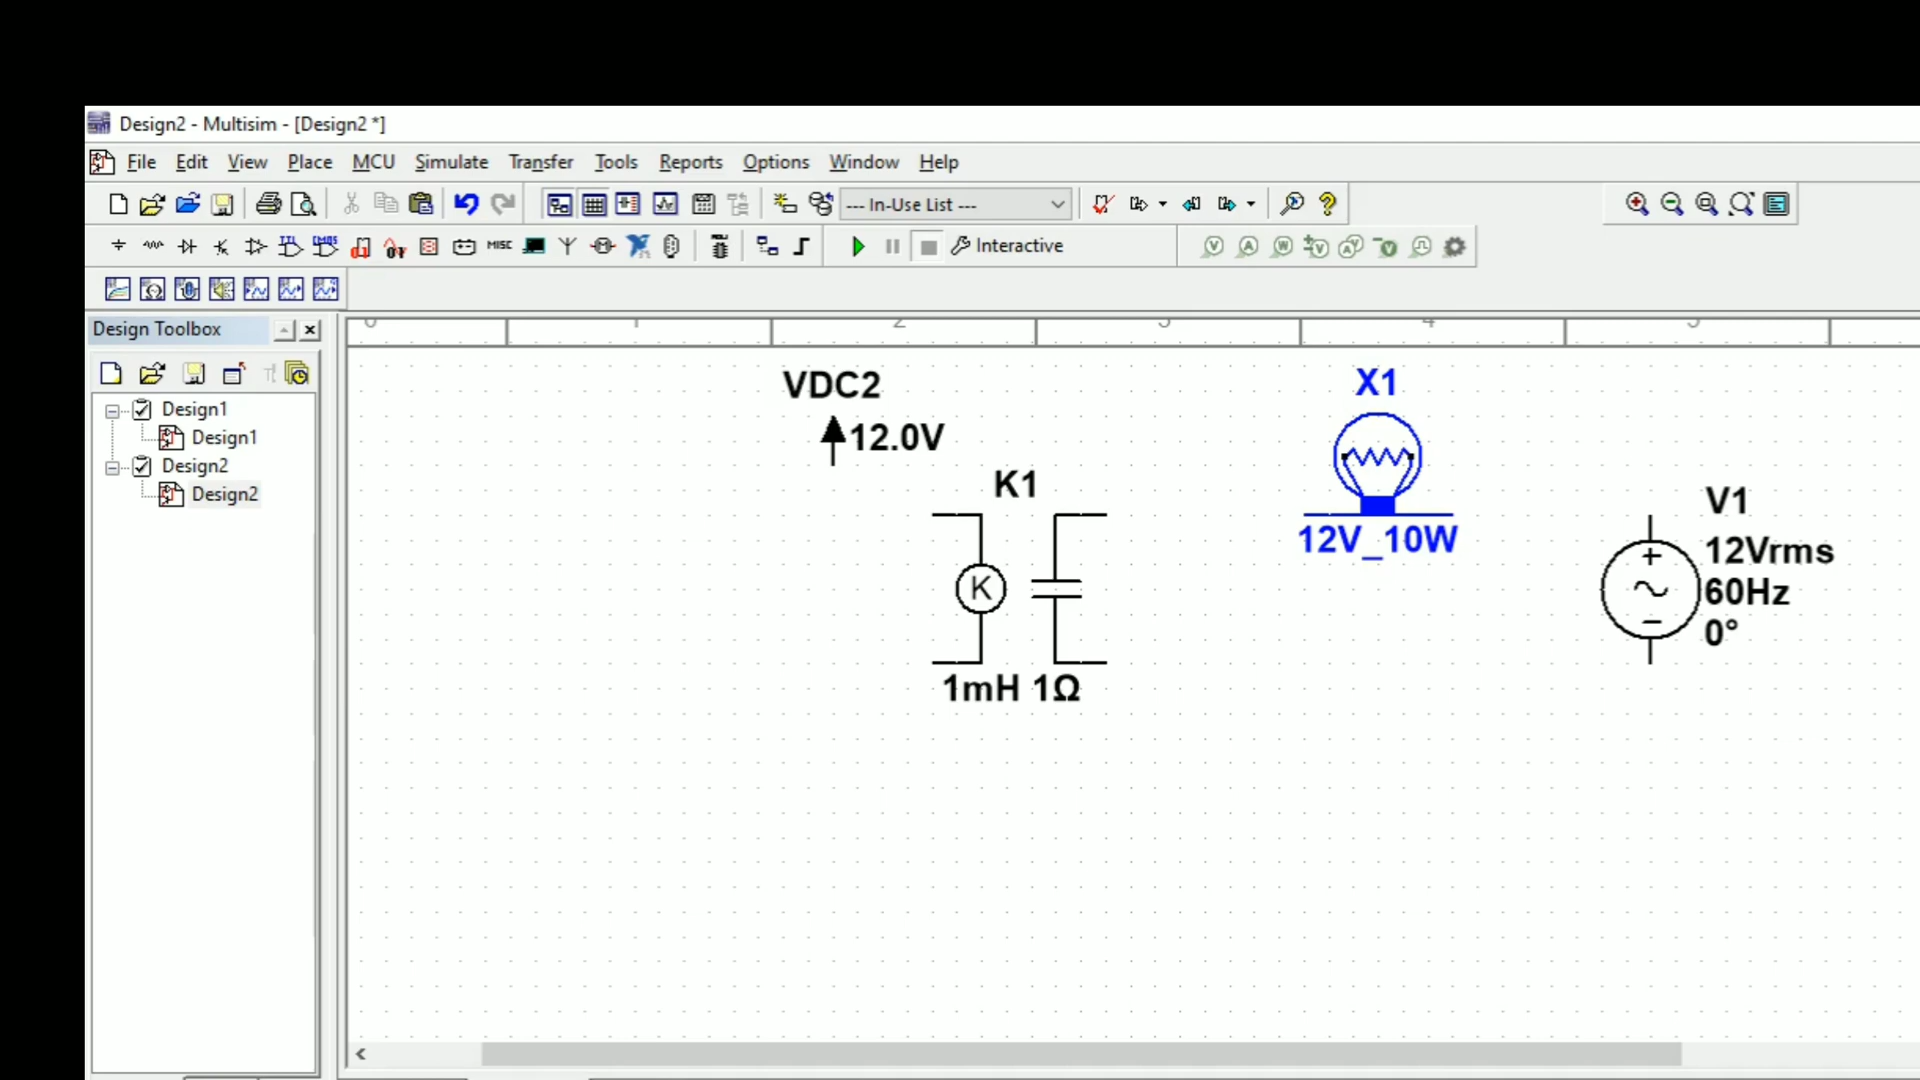 Design2 - Multisim - [Design2 *]
File Edit View Place MCU Simulate Transfer Tools Reports Options Window Help
--- In-Use List ---
MISC Interactive
Design Toolbox
Design1
Design1
Design2
Design2
VDC2
12.0V
K1
K
1mH 1Ω
X1
12V_10W
V1
12Vrms
60Hz
0°